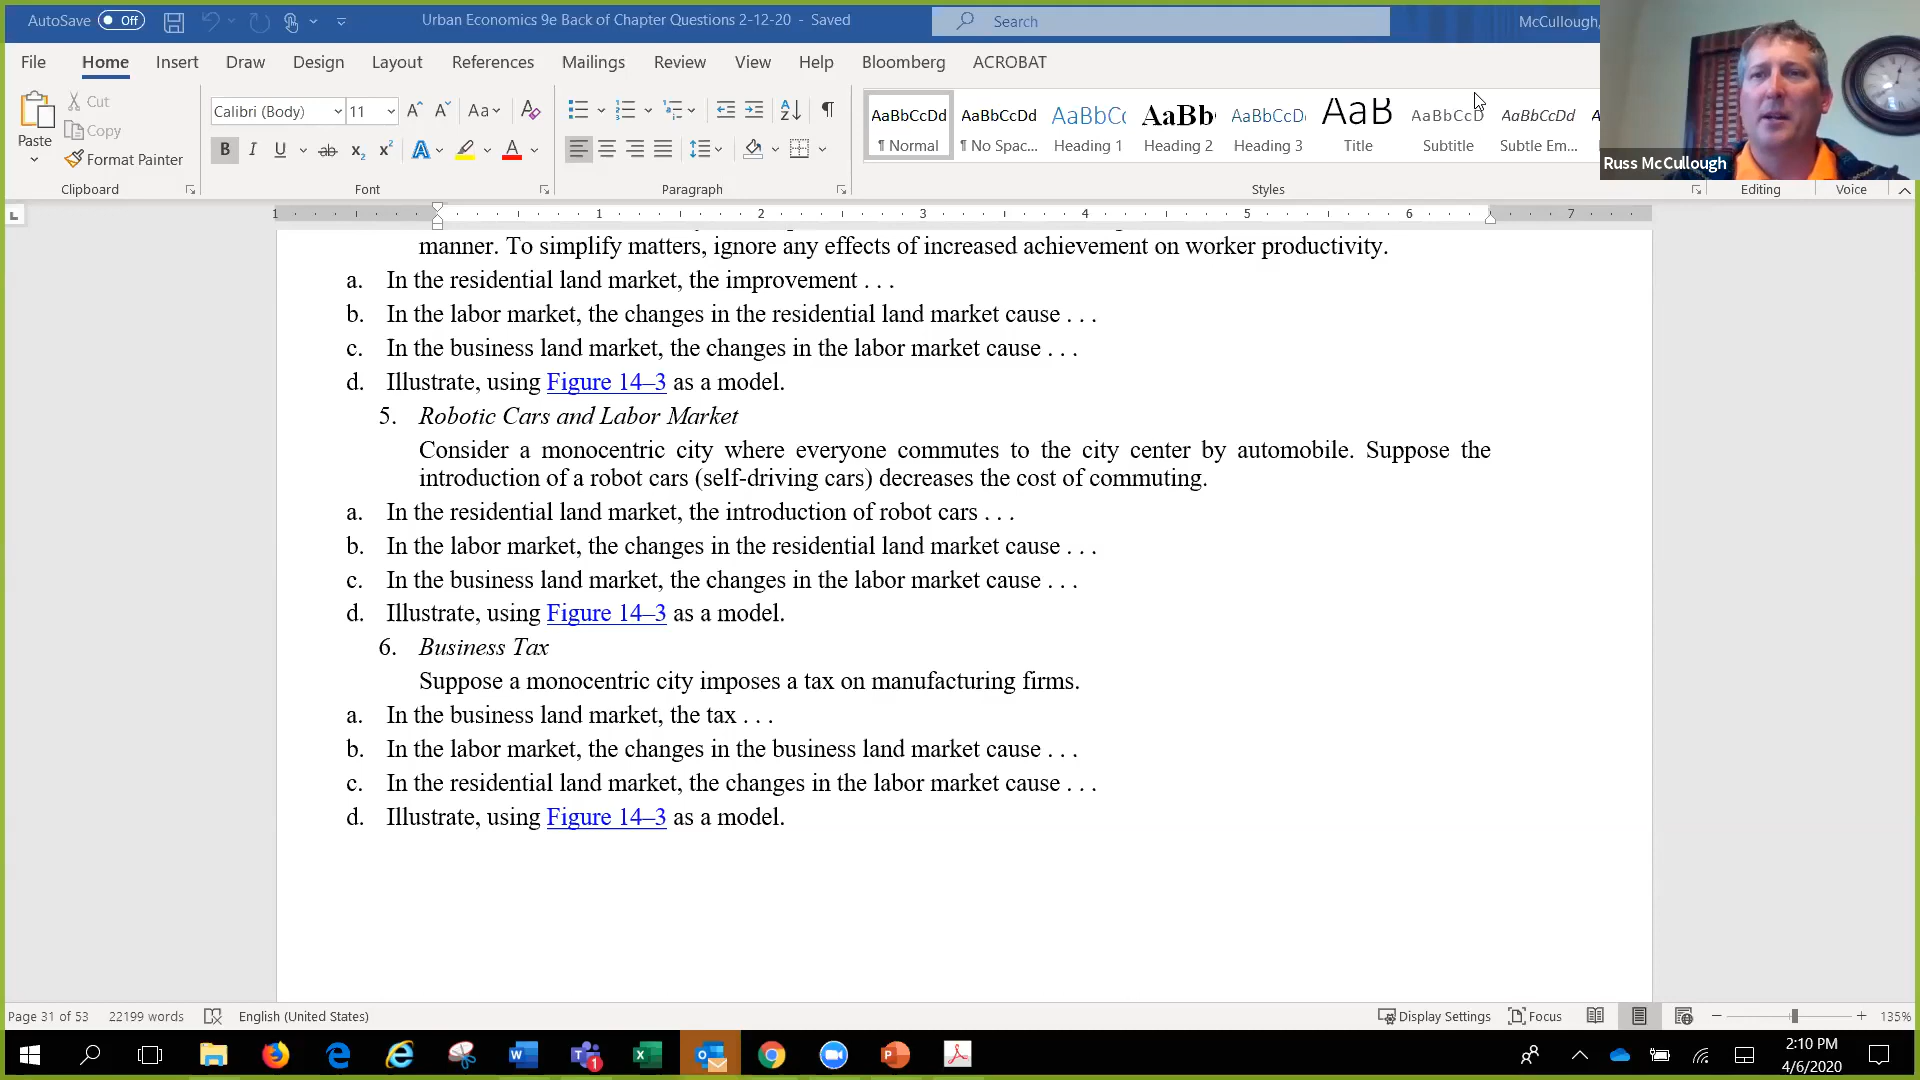 AutoSave Off
Urban Economics 9e Back of Chapter Questions 2-12-20 - Saved
Search
McCullough,
File Home Insert Draw Design Layout References Mailings Review View Help Bloomberg ACROBAT
Paste
Cut
Copy
Format Painter
Clipboard
Calibri (Body) 11
Font
Paragraph
AaBbCcDd
¶ Normal
AaBbCcDd
¶ No Spac...
AaBbCc
Heading 1
AaBb
Heading 2
AaBbCcD
Heading 3
AaB
Title
AaBbCcD
Subtitle
AaBbCcDd
Subtle Em...
Styles
Editing
Voice
Russ McCullough
1 1 2 3 4 5 6 7
manner. To simplify matters, ignore any effects of increased achievement on worker productivity.
a. In the residential land market, the improvement . . .
b. In the labor market, the changes in the residential land market cause . . .
c. In the business land market, the changes in the labor market cause . . .
d. Illustrate, using Figure 14–3 as a model.
5. Robotic Cars and Labor Market
Consider a monocentric city where everyone commutes to the city center by automobile. Suppose the
introduction of a robot cars (self-driving cars) decreases the cost of commuting.
a. In the residential land market, the introduction of robot cars . . .
b. In the labor market, the changes in the residential land market cause . . .
c. In the business land market, the changes in the labor market cause . . .
d. Illustrate, using Figure 14–3 as a model.
6. Business Tax
Suppose a monocentric city imposes a tax on manufacturing firms.
a. In the business land market, the tax . . .
b. In the labor market, the changes in the business land market cause . . .
c. In the residential land market, the changes in the labor market cause . . .
d. Illustrate, using Figure 14–3 as a model.
Page 31 of 53 22199 words English (United States)
Display Settings Focus 135%
2:10 PM
4/6/2020